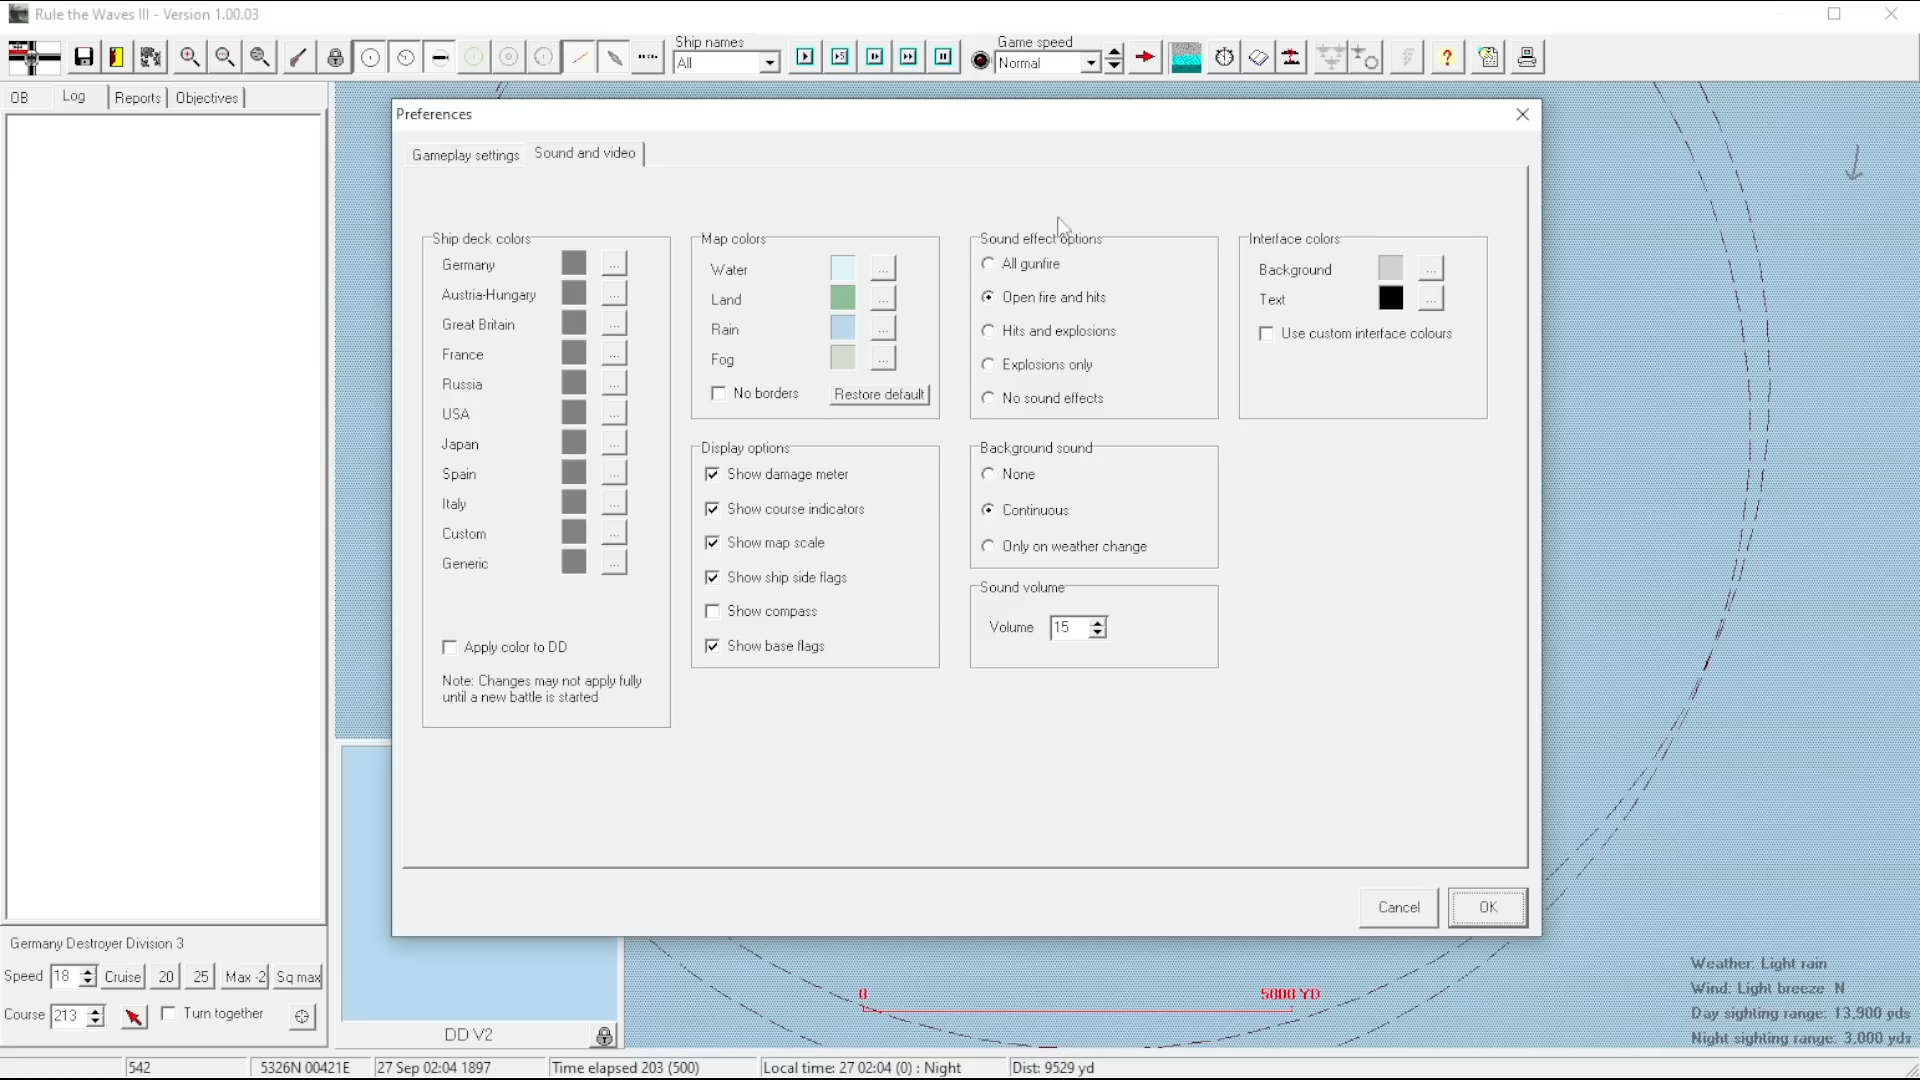 Rule the Waves III - Version 1.00.03
Ship names
All
Game speed
Normal
?
OB
Log
Reports
Objectives
Preferences
Gameplay settings
Sound and video
Ship deck colors
Germany
...
Austria-Hungary
...
Great Britain
...
France
...
Russia
...
USA
...
Japan
...
Spain
...
Italy
...
Custom
...
Generic
...
Apply color to DD
Note: Changes may not apply fully
until a new battle is started
Map colors
Water
...
Land
...
Rain
...
Fog
...
No borders
Restore default
Display options
Show damage meter
Show course indicators
Show map scale
Show ship side flags
Show compass
Show base flags
Sound effect options
All gunfire
Open fire and hits
Hits and explosions
Explosions only
No sound effects
Background sound
None
Continuous
Only on weather change
Sound volume
Volume 15
Interface colors
Background
...
Text
...
Use custom interface colours
Cancel
OK
Germany Destroyer Division 3
Speed 18 Cruise 20 25 Max -2 Sq max
Course 213 Turn together
DD V2
0
5000 YD
Weather: Light rain
Wind: Light breeze N
Day sighting range: 13,900 yds
Night sighting range: 3,000 yds
542
5326N 00421E
27 Sep 02:04 1897
Time elapsed 203 (500)
Local time: 27 02:04 (0) : Night
Dist: 9529 yd